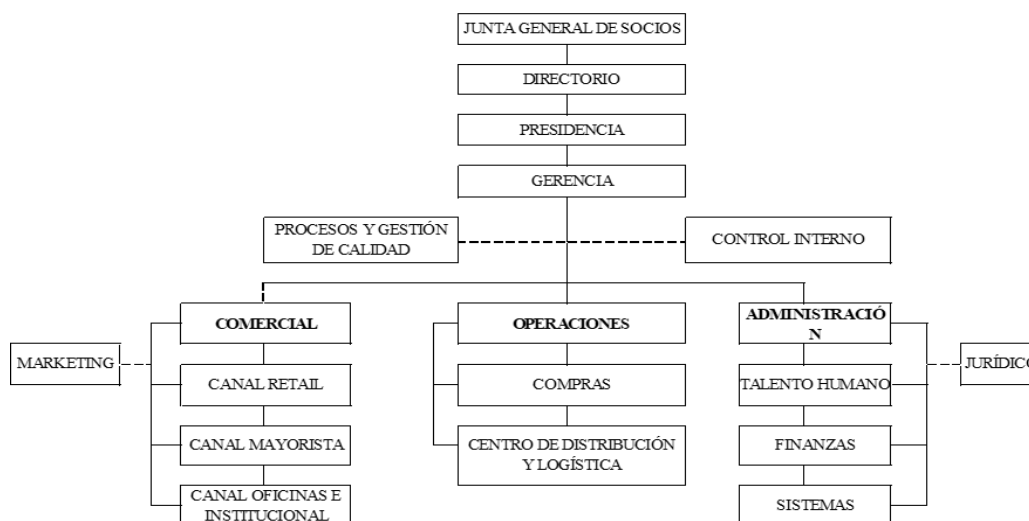 JUNTA GENERAL DE SOCIOS
DIRECTORIO
PRESIDENCIA
GERENCIA
PROCESOS Y GESTIÓN
DE CALIDAD
CONTROL INTERNO
COMERCIAL
OPERACIONES
ADMINISTRACIÓ
N
MARKETING
CANAL RETAIL
COMPRAS
TALENTO HUMANO
JURÍDICO
CANAL MAYORISTA
CENTRO DE DISTRIBUCIÓN
Y LOGÍSTICA
FINANZAS
CANAL OFICINAS E
INSTITUCIONAL
SISTEMAS